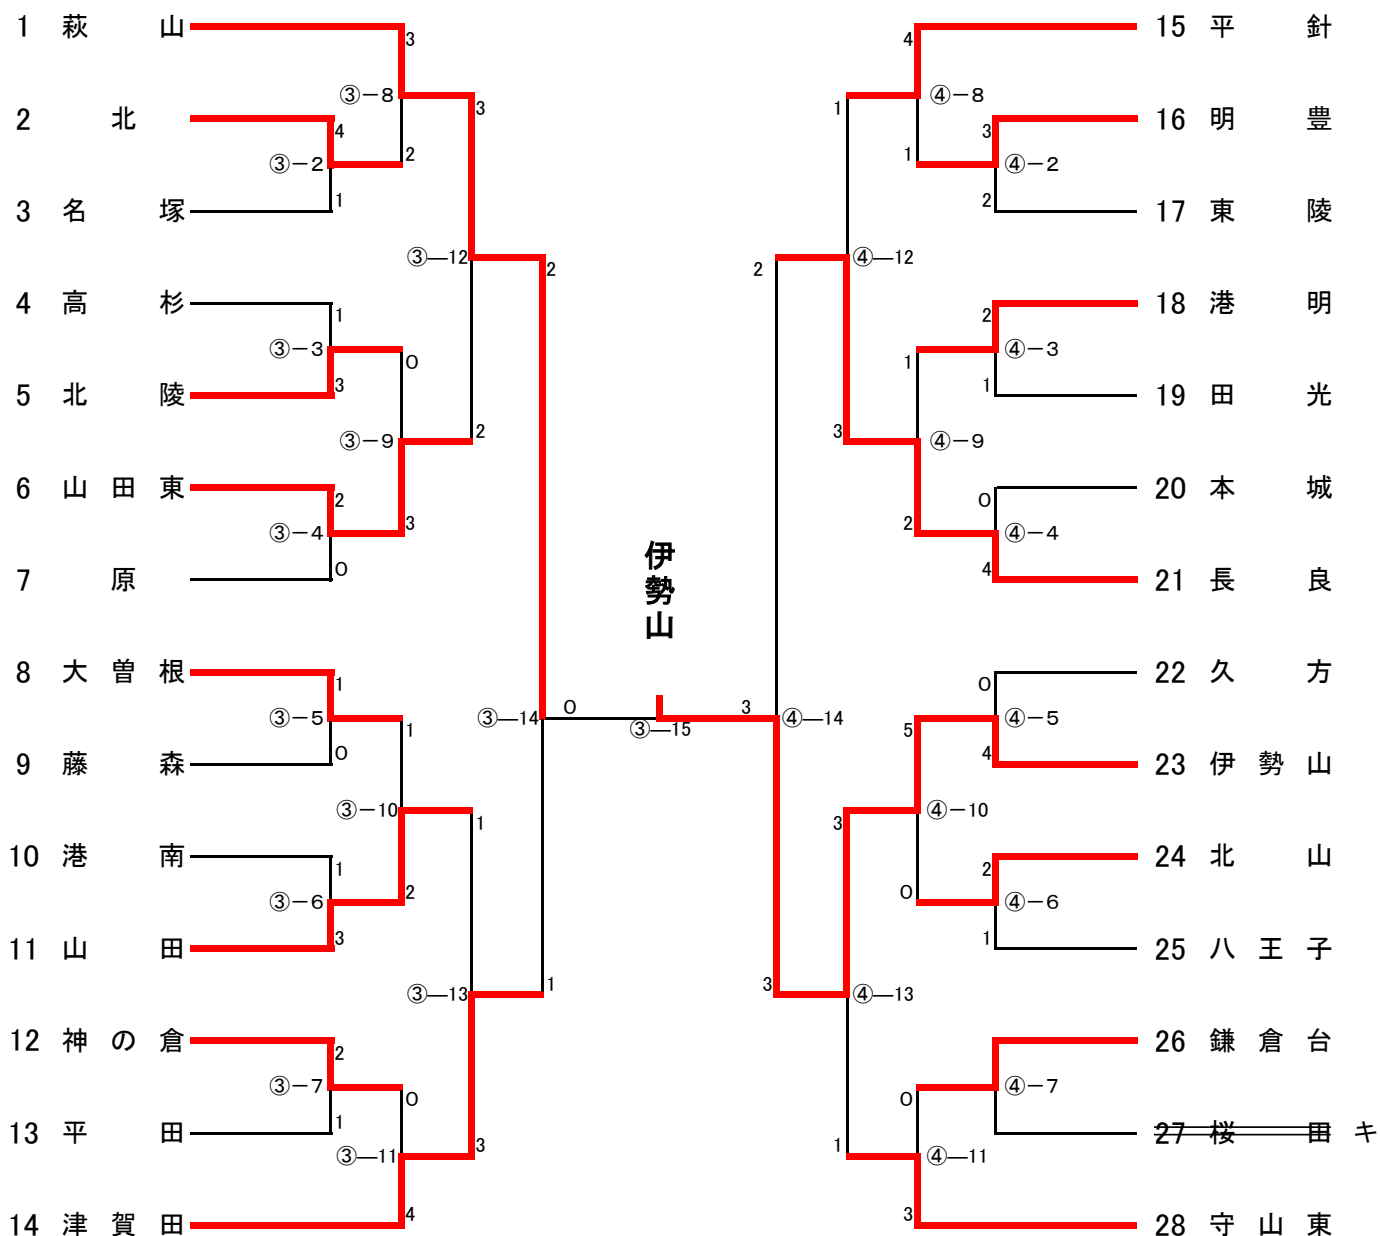 1 萩 山
2 北
3 名 塚
4 高 杉
5 北 陵
6 山 田 東
7 原
8 大 曽 根
9 藤 森
10 港 南
11 山 田
12 神 の 倉
13 平 田
14 津 賀 田
3
③－8
3
4
③－2
2
1
③―12
2
1
③－3
0
3
③－9
2
2
③－4
3
0
1
③－5
1
0
③―14
0
③－10
1
1
③－6
2
3
③―13
1
2
③－7
0
1
③―11
3
4
伊勢山
③―15
3
④―14
4
1
④－8
3
1
④－2
2
2
④―12
2
1
④－3
1
3
④－9
0
2
④－4
4
0
5
④－5
4
3
④－10
2
0
④－6
1
3
④―13
0
④－7
1
④―11
3
15 平 針
16 明 豊
17 東 陵
18 港 明
19 田 光
20 本 城
21 長 良
22 久 方
23 伊 勢 山
24 北 山
25 八 王 子
26 鎌 倉 台
27 桜 田 キ
28 守 山 東